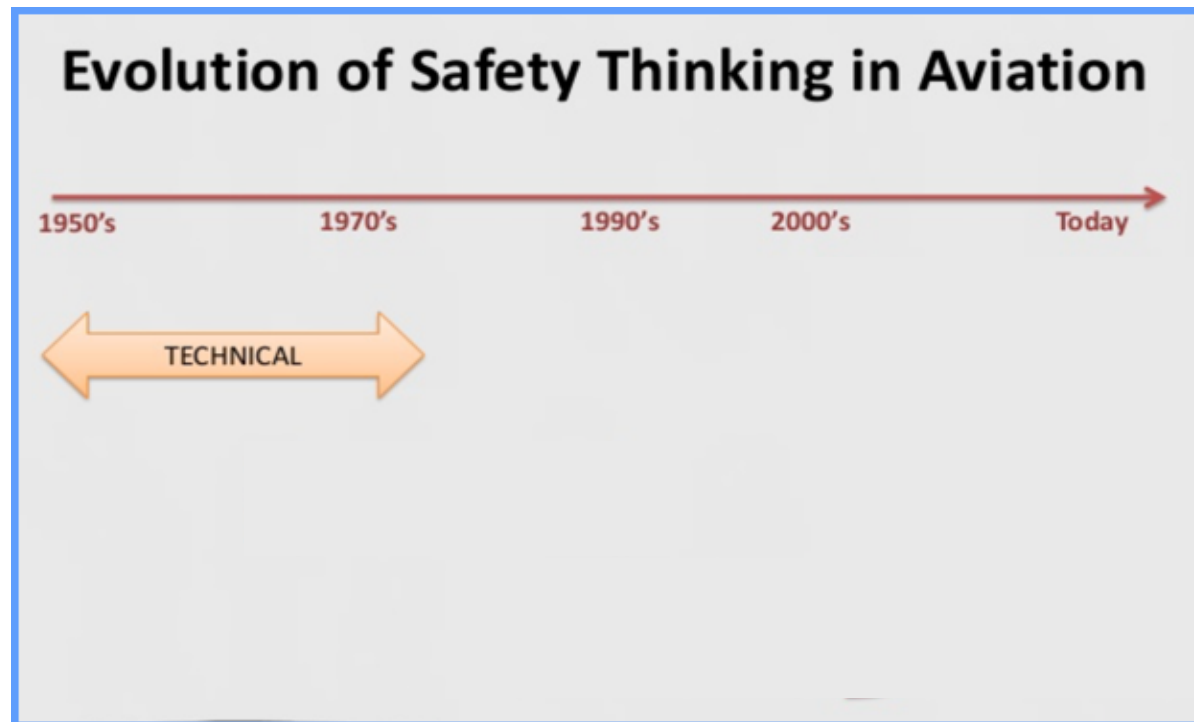 Evolution of Safety Thinking in Aviation
1950's 1970's 1990's 2000's Today
TECHNICAL